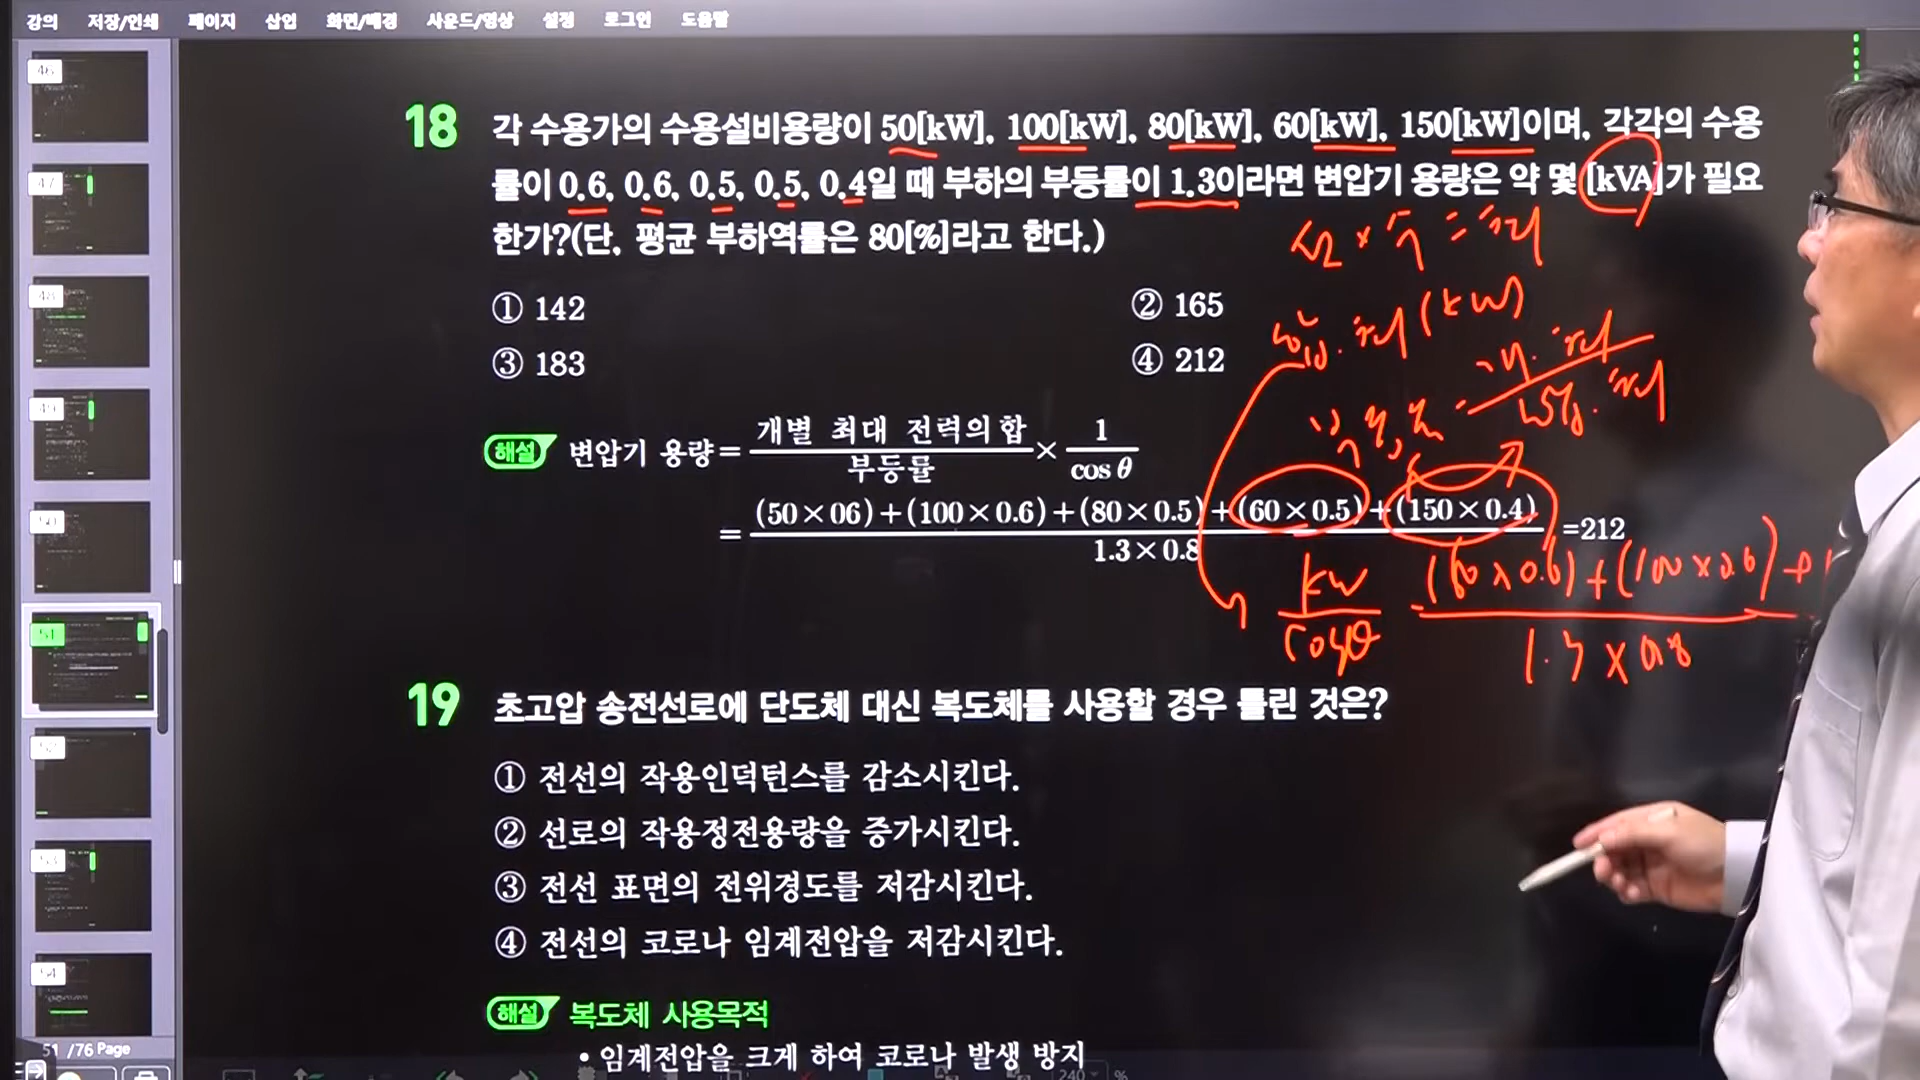 강의 저장/인쇄 페이지 삽입 화면/배경 사운드/영상 설정 로그인 도움말
46
47
48
49
50
51
52
53
54
51 /76 Page
18 각 수용가의 수용설비용량이 50[kW], 100[kW], 80[kW], 60[kW], 150[kW]이며, 각각의 수용
률이 0.6, 0.6, 0.5, 0.5, 0.4일 때 부하의 부등률이 1.3이라면 변압기 용량은 약 몇 [kVA]가 필요
한가?(단, 평균 부하역률은 80[%]라고 한다.)
① 142 ② 165
③ 183 ④ 212
해설 변압기 용량= 개별 최대 전력의 합 / 부등률 × 1 / cos θ
= (50×06)+(100×0.6)+(80×0.5)+(60×0.5)+(150×0.4) / 1.3×0.8 =212
(kW)
kW / cosθ
(100×0.6)+
1.3×0.8
19 초고압 송전선로에 단도체 대신 복도체를 사용할 경우 틀린 것은?
① 전선의 작용인덕턴스를 감소시킨다.
② 선로의 작용정전용량을 증가시킨다.
③ 전선 표면의 전위경도를 저감시킨다.
④ 전선의 코로나 임계전압을 저감시킨다.
해설 복도체 사용목적
• 임계전압을 크게 하여 코로나 발생 방지
240 %